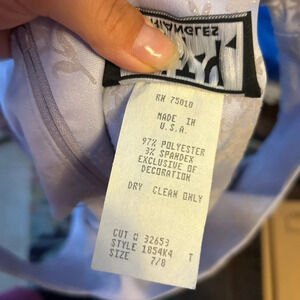 RN 75010
MADE IN
U.S.A.
97% POLYESTER
3% SPANDEX
EXCLUSIVE OF
DECORATION
DRY CLEAN ONLY
CUT # 32653
STYLE 1854K4 T
SIZE 7/8